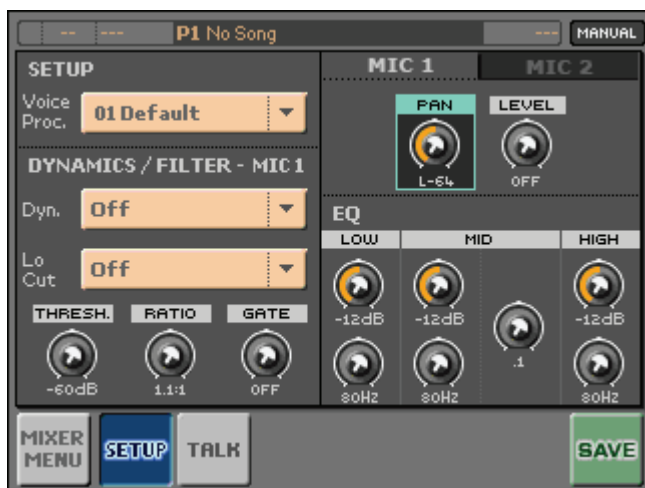 -- --- P1 No Song --- MANUAL
SETUP
Voice Proc. 01 Default
DYNAMICS / FILTER - MIC 1
Dyn. Off
Lo Cut Off
THRESH. RATIO GATE
-60dB 1.1:1 OFF
MIC 1 MIC 2
PAN LEVEL
L-64 OFF
EQ
LOW MID HIGH
-12dB -12dB -12dB
.1
80Hz 80Hz 80Hz
MIXER MENU SETUP TALK SAVE